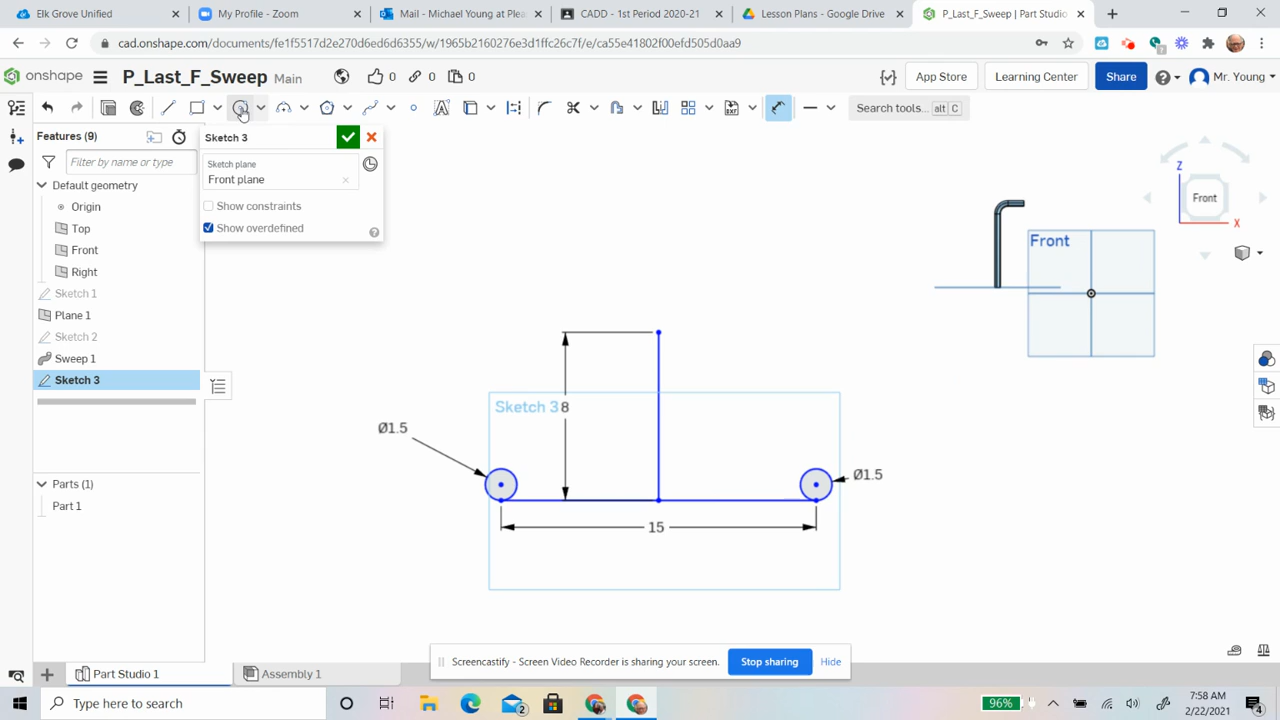 Elk Grove Unified
My Profile - Zoom
Mail - Michael Young at Plea
CADD - 1st Period 2020-21
Lesson Plans - Google Drive
P_Last_F_Sweep | Part Studio
cad.onshape.com/documents/fe1f5517d2e270d6ed6d6355/w/1965b2160276e3d1ffc26c7f/e/ca55e41802f00efd505d0aa9
onshape
P_Last_F_Sweep Main
0
0
0
App Store
Learning Center
Share
Mr. Young
Search tools... alt C
Features (9)
Filter by name or type
Default geometry
Origin
Top
Front
Right
Sketch 1
Plane 1
Sketch 2
Sweep 1
Sketch 3
Sketch 3
Sketch plane
Front plane
Show constraints
Show overdefined
Z
Front
X
Front
Sketch 3
8
Ø1.5
Ø1.5
15
Parts (1)
Part 1
Screencastify - Screen Video Recorder is sharing your screen.
Stop sharing
Hide
Part Studio 1
Assembly 1
Type here to search
2
96%
7:58 AM
2/22/2021
4